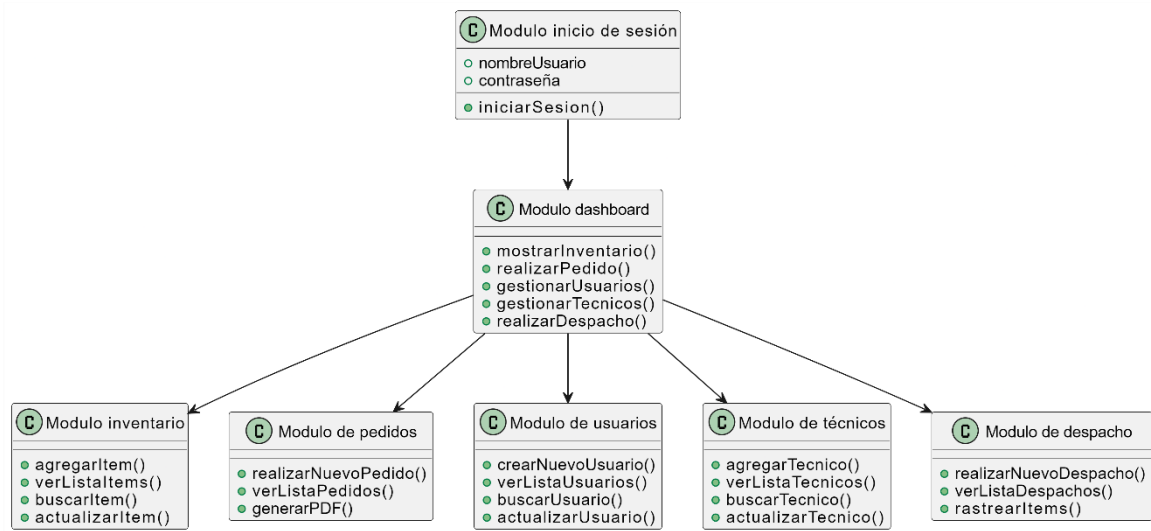 C Modulo inicio de sesión
nombreUsuario
contraseña
iniciarSesion()
C Modulo dashboard
mostrarInventario()
realizarPedido()
gestionarUsuarios()
gestionarTecnicos()
realizarDespacho()
C Modulo inventario
agregarItem()
verListaItems()
buscarItem()
actualizarItem()
C Modulo de pedidos
realizarNuevoPedido()
verListaPedidos()
generarPDF()
C Modulo de usuarios
crearNuevoUsuario()
verListaUsuarios()
buscarUsuario()
actualizarUsuario()
C Modulo de técnicos
agregarTecnico()
verListaTecnicos()
buscarTecnico()
actualizarTecnico()
C Modulo de despacho
realizarNuevoDespacho()
verListaDespachos()
rastrearItems()